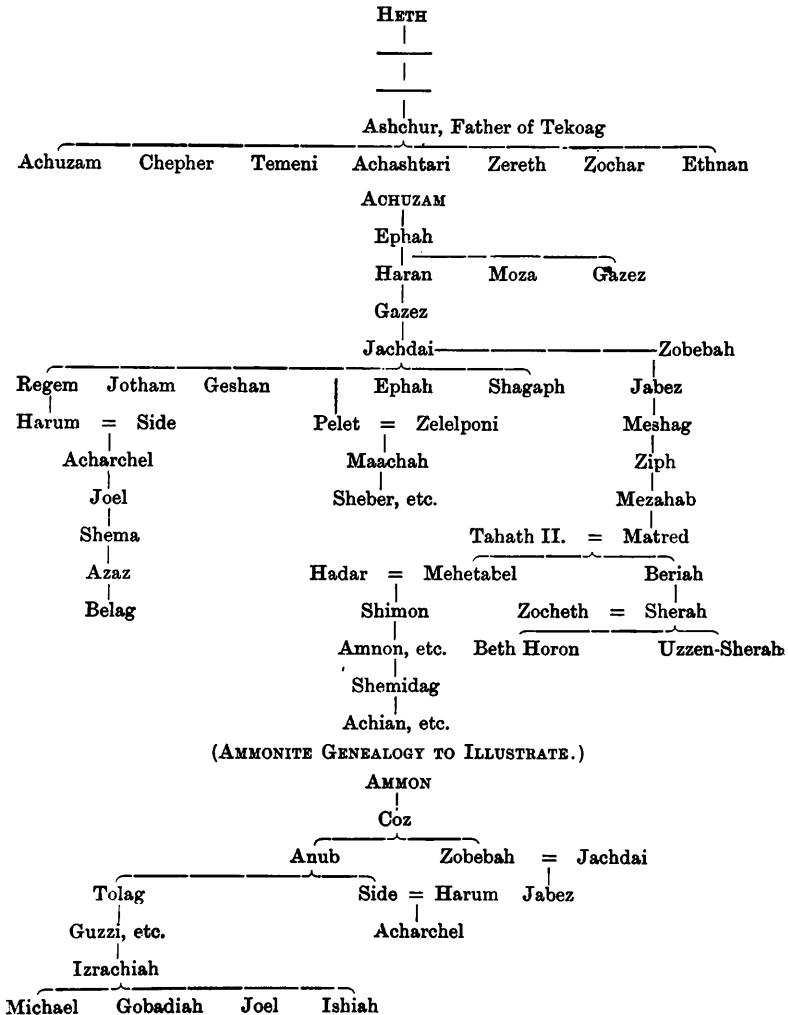 HETH
Ashchur, Father of Tekoag
Achuzam Chepher Temeni Achashtari Zereth Zochar Ethnan
ACHUZAM
Ephah
Haran Moza Gazez
Gazez
Jachdai Zobebah
Regem Jotham Geshan Ephah Shagaph Jabez
Harum = Side Pelet = Zelelponi Meshag
Acharchel Maachah Ziph
Joel Sheber, etc. Mezahab
Shema Tahath II. = Matred
Azaz Hadar = Mehetabel Beriah
Belag Shimon Zocheth = Sherah
Amnon, etc. Beth Horon Uzzen-Sherah
Shemidag
Achian, etc.
(AMMONITE GENEALOGY TO ILLUSTRATE.)
AMMON
Coz
Anub Zobebah = Jachdai
Tolag Side = Harum Jabez
Guzzi, etc. Acharchel
Izrachiah
Michael Gobadiah Joel Ishiah